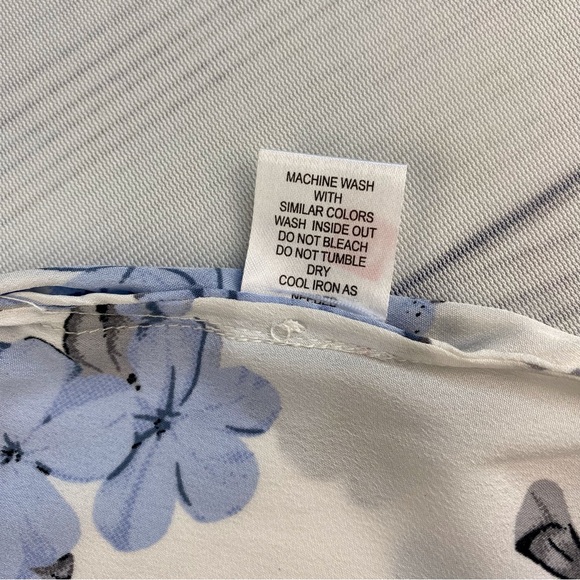 MACHINE WASH
WITH
SIMILAR COLORS
WASH INSIDE OUT
DO NOT BLEACH
DO NOT TUMBLE
DRY
COOL IRON AS